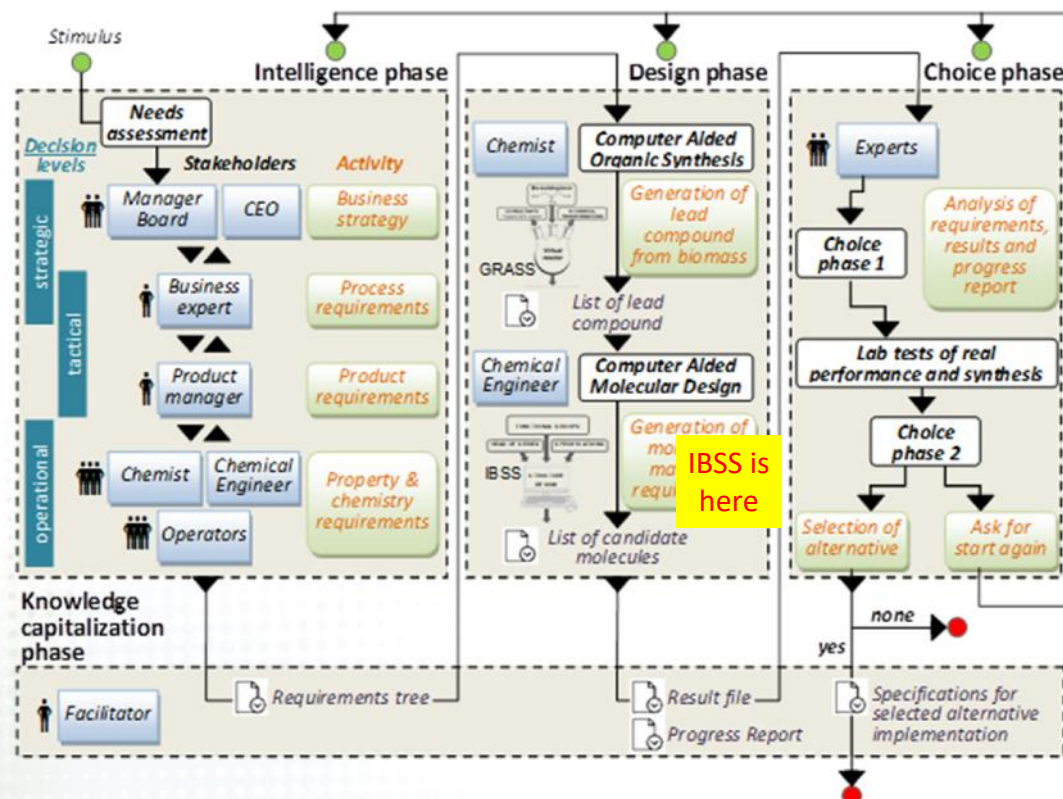 Stimulus
Intelligence phase
Design phase
Choice phase
Needs
assessment
Decision
levels
Stakeholders
Activity
strategic
tactical
operational
Manager
Board
CEO
Business
strategy
Business
expert
Process
requirements
Product
manager
Product
requirements
Chemist
Chemical
Engineer
Operators
Property &
chemistry
requirements
Chemist
Computer Aided
Organic Synthesis
Generation of
lead
compound
from biomass
GRASS
List of lead
compound
Chemical
Engineer
Computer Aided
Molecular Design
Generation of
IBSS is
here
IBSS
List of candidate
molecules
Experts
Analysis of
requirements,
results and
progress
report
Choice
phase 1
Lab tests of real
performance and synthesis
Choice
phase 2
Selection of
alternative
Ask for
start again
none
yes
Knowledge
capitalization
phase
Facilitator
Requirements tree
Result file
Progress Report
Specifications for
selected alternative
implementation